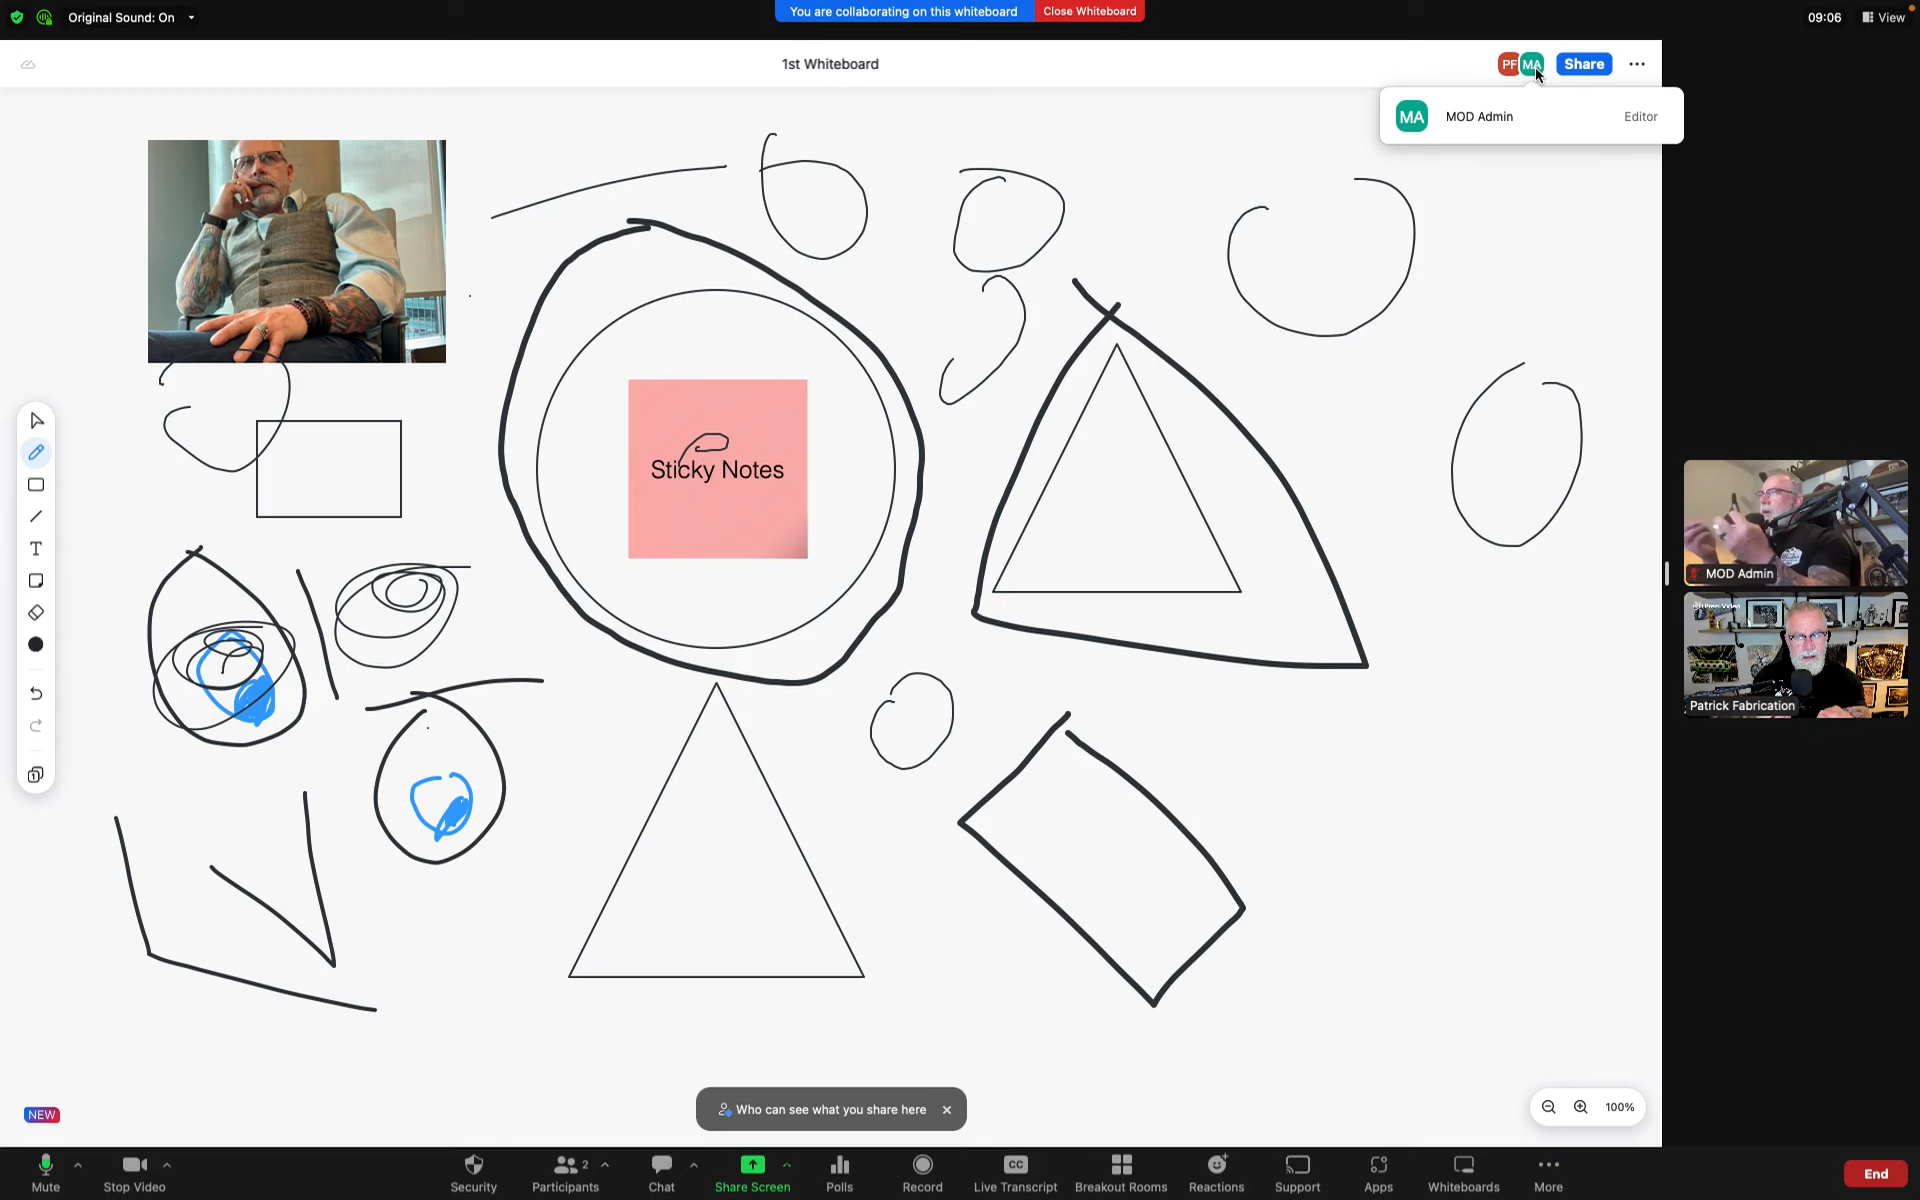 Original Sound: On
You are collaborating on this whiteboard
Close Whiteboard
09:06
View
1st Whiteboard
PF
MA
Share
MA
MOD Admin
Editor
Sticky Notes
T
1
MOD Admin
Patrick Fabrication
NEW
Who can see what you share here
100%
Mute
Stop Video
Security
2
Participants
Chat
Share Screen
Polls
Record
CC
Live Transcript
Breakout Rooms
Reactions
Support
Apps
Whiteboards
More
End